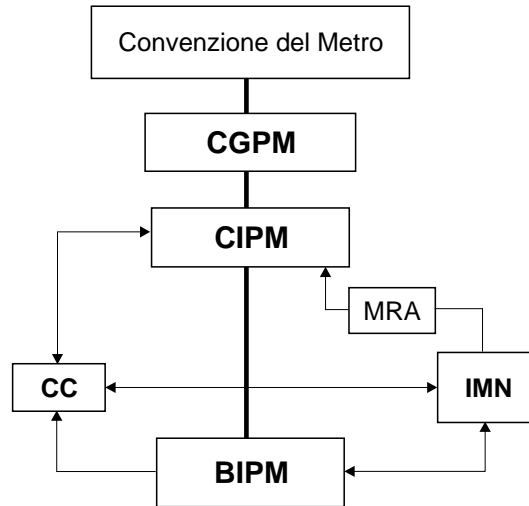 Convenzione del Metro
CGPM
CIPM
MRA
CC
IMN
BIPM